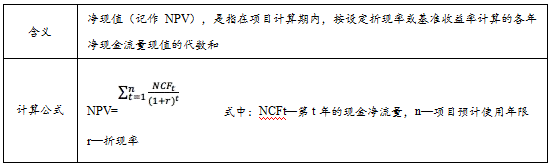 含义
净现值（记作 NPV），是指在项目计算期内，按设定折现率或基准收益率计算的各年
净现金流量现值的代数和
计算公式
NPV=∑_{t=1}^{n} NCF_t/(1+r)^t 式中：NCFt—第 t 年的现金净流量，n—项目预计使用年限
r—折现率